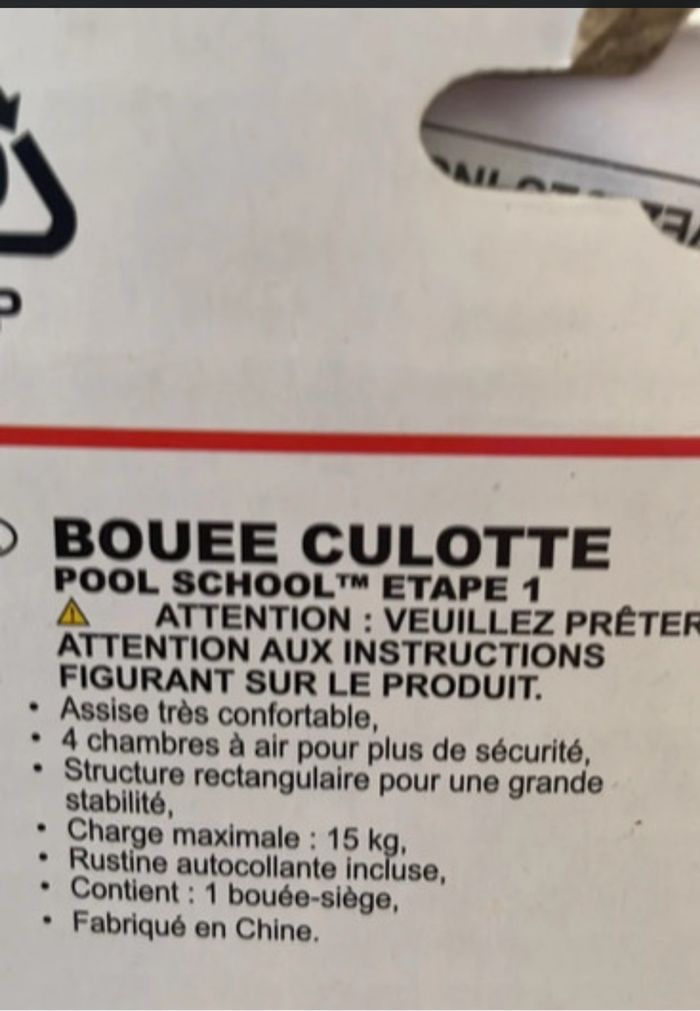 P
BOUEE CULOTTE
POOL SCHOOL™ ETAPE 1
ATTENTION : VEUILLEZ PRÊTER
ATTENTION AUX INSTRUCTIONS
FIGURANT SUR LE PRODUIT.
• Assise très confortable,
• 4 chambres à air pour plus de sécurité,
• Structure rectangulaire pour une grande
stabilité,
• Charge maximale : 15 kg,
• Rustine autocollante incluse,
• Contient : 1 bouée-siège,
• Fabriqué en Chine.